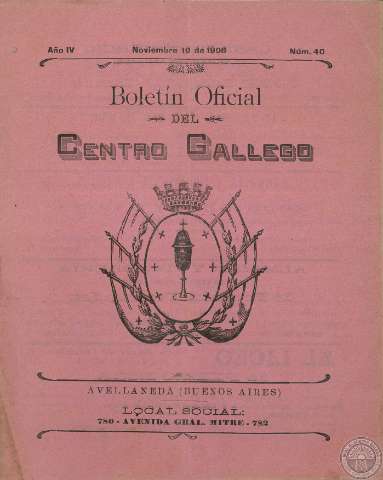 Año IV Noviembre 10 de 1906 Núm. 40
Boletín Oficial
DEL
CENTRO GALLEGO
AVELLANEDA (BUENOS AIRES)
LOCAL SOCIAL:
780 - AVENIDA GRAL. MITRE - 782